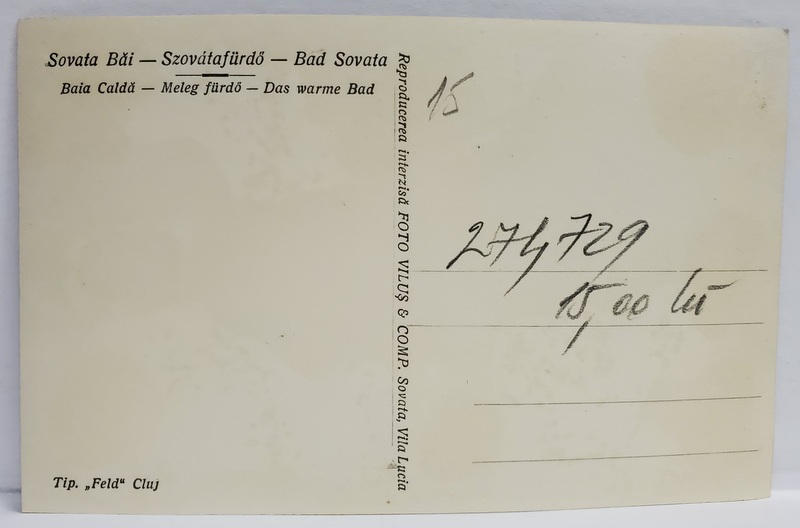 Sovata Băi — Szovátafürdő — Bad Sovata
Baia Caldă — Meleg fürdő — Das warme Bad
Tip. „Feld“ Cluj
Reproducerea interzisă FOTO VILUȘ & COMP. Sovata, Vila Lucia
15
274729
15,00 lei